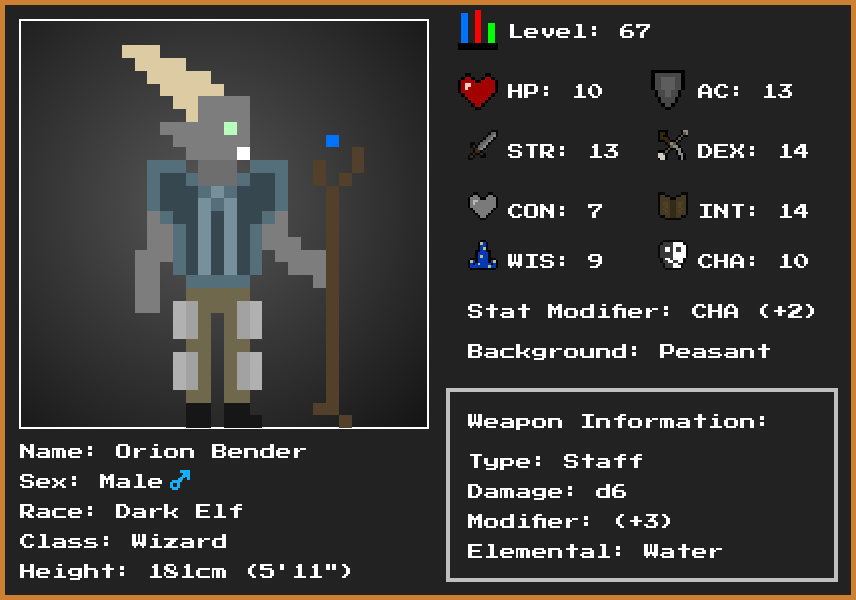 Level: 67
HP: 10 AC: 13
STR: 13 DEX: 14
CON: 7 INT: 14
WIS: 9 CHA: 10
Stat Modifier: CHA (+2)
Background: Peasant
Weapon Information:
Type: Staff
Damage: d6
Modifier: (+3)
Elemental: Water
Name: Orion Bender
Sex: Male ♂
Race: Dark Elf
Class: Wizard
Height: 181cm (5'11")